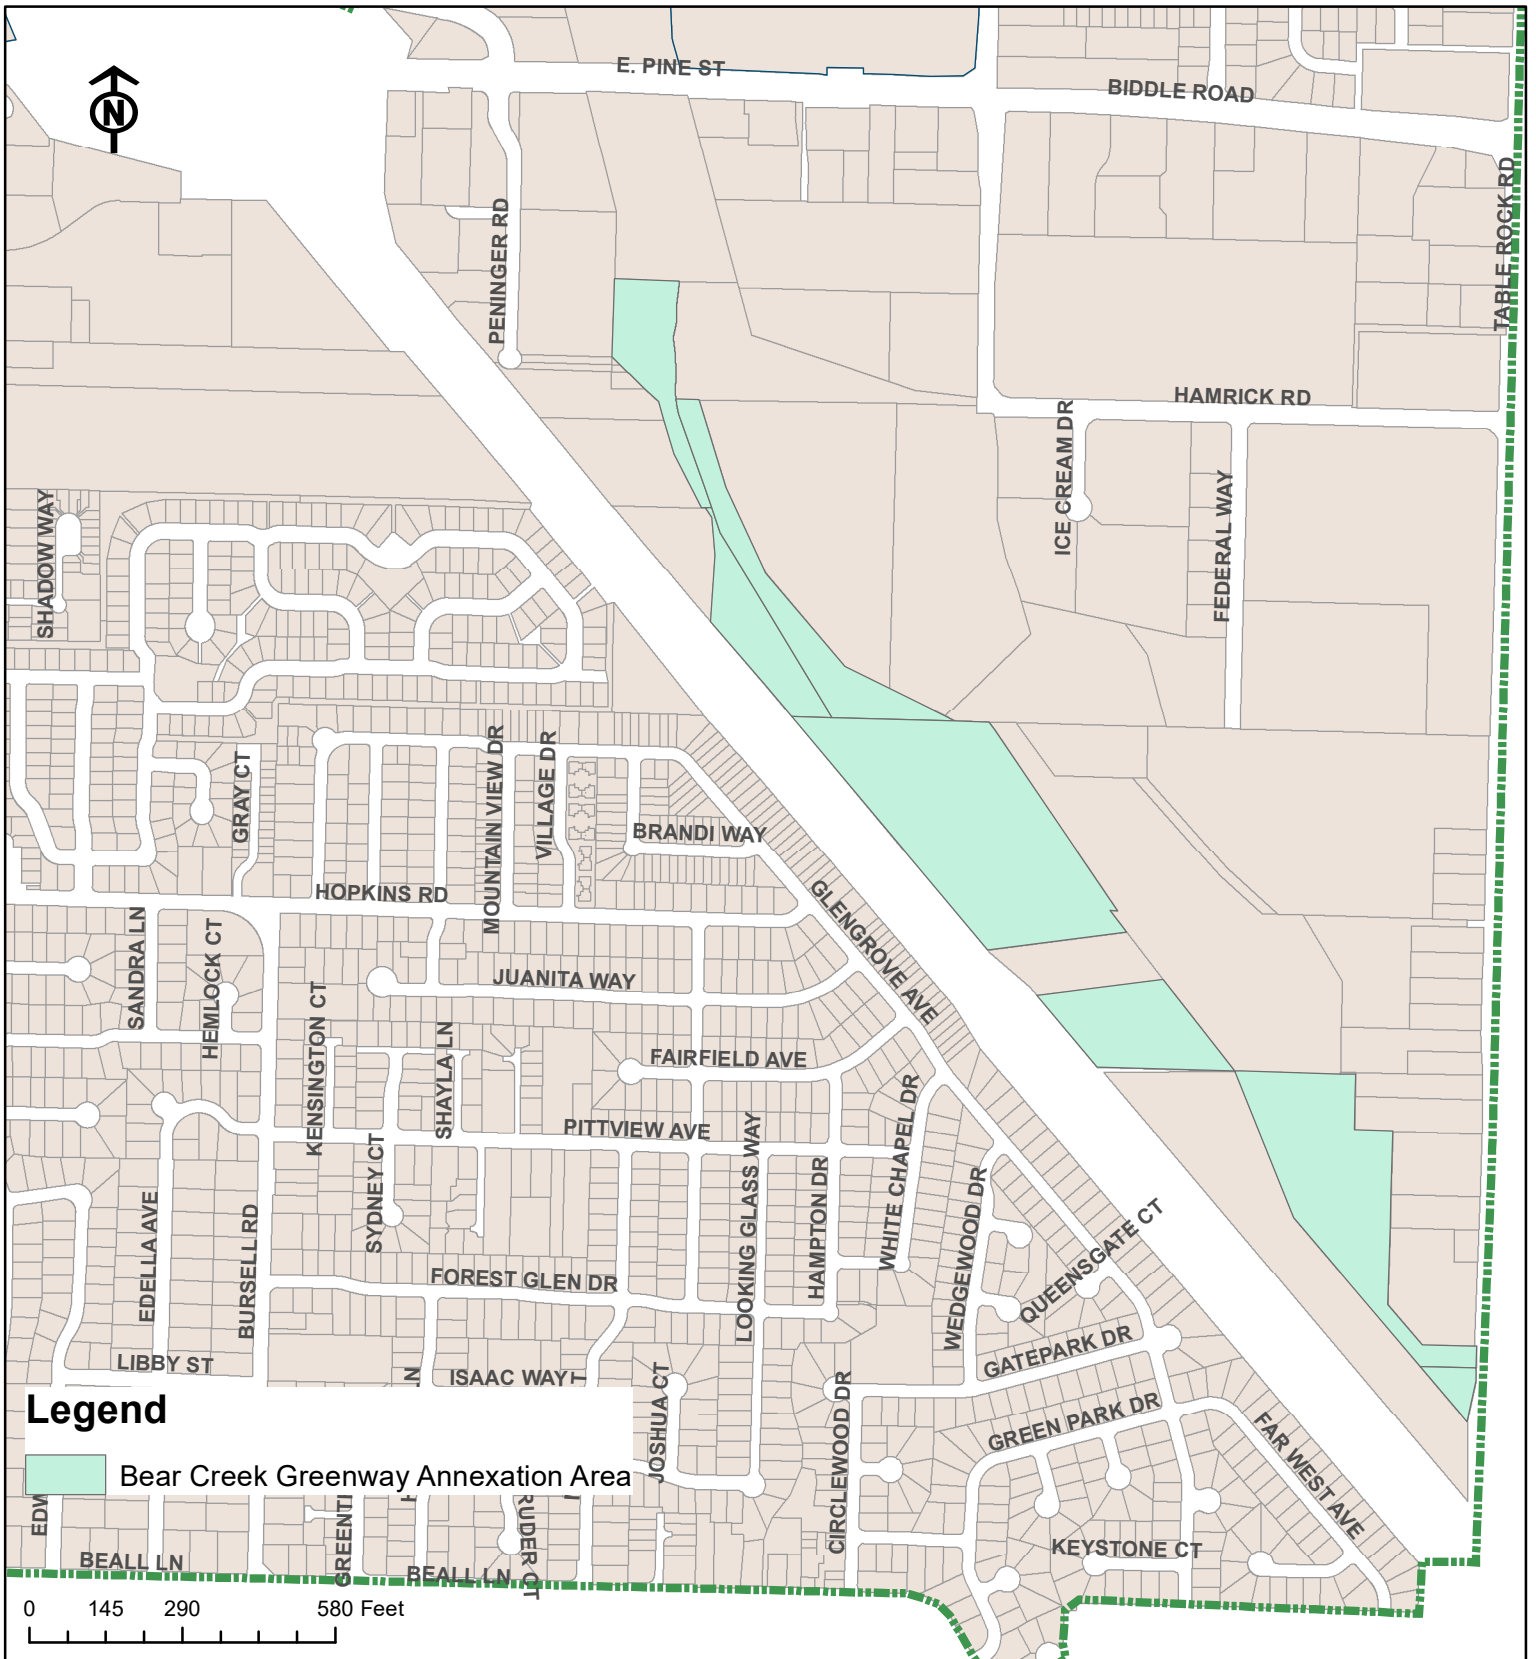 E. PINE ST
BIDDLE ROAD
N
TABLE ROCK RD
PENINGER RD
HAMRICK RD
ICE CREAM DR
FEDERAL WAY
SHADOW WAY
MOUNTAIN VIEW DR
VILLAGE DR
GRAY CT
BRANDI WAY
HOPKINS RD
GLENGROVE AVE
SANDRA LN
HEMLOCK CT
JUANITA WAY
KENSINGTON CT
SHAYLA LN
FAIRFIELD AVE
WHITE CHAPEL DR
PITTVIEW AVE
LOOKING GLASS WAY
SYDNEY CT
HAMPTON DR
WEDGEWOOD DR
EDELLA AVE
BURSELL RD
QUEENSGATE CT
FOREST GLEN DR
GATEPARK DR
LIBBY ST
LN
ISAAC WAY
JOSHUA CT
CIRCLEWOOD DR
GREEN PARK DR
FAR WEST AVE
Legend
Bear Creek Greenway Annexation Area
EDW
GREENTI
RUDER CT
KEYSTONE CT
BEALL LN
BEALL LN
0 145 290 580 Feet